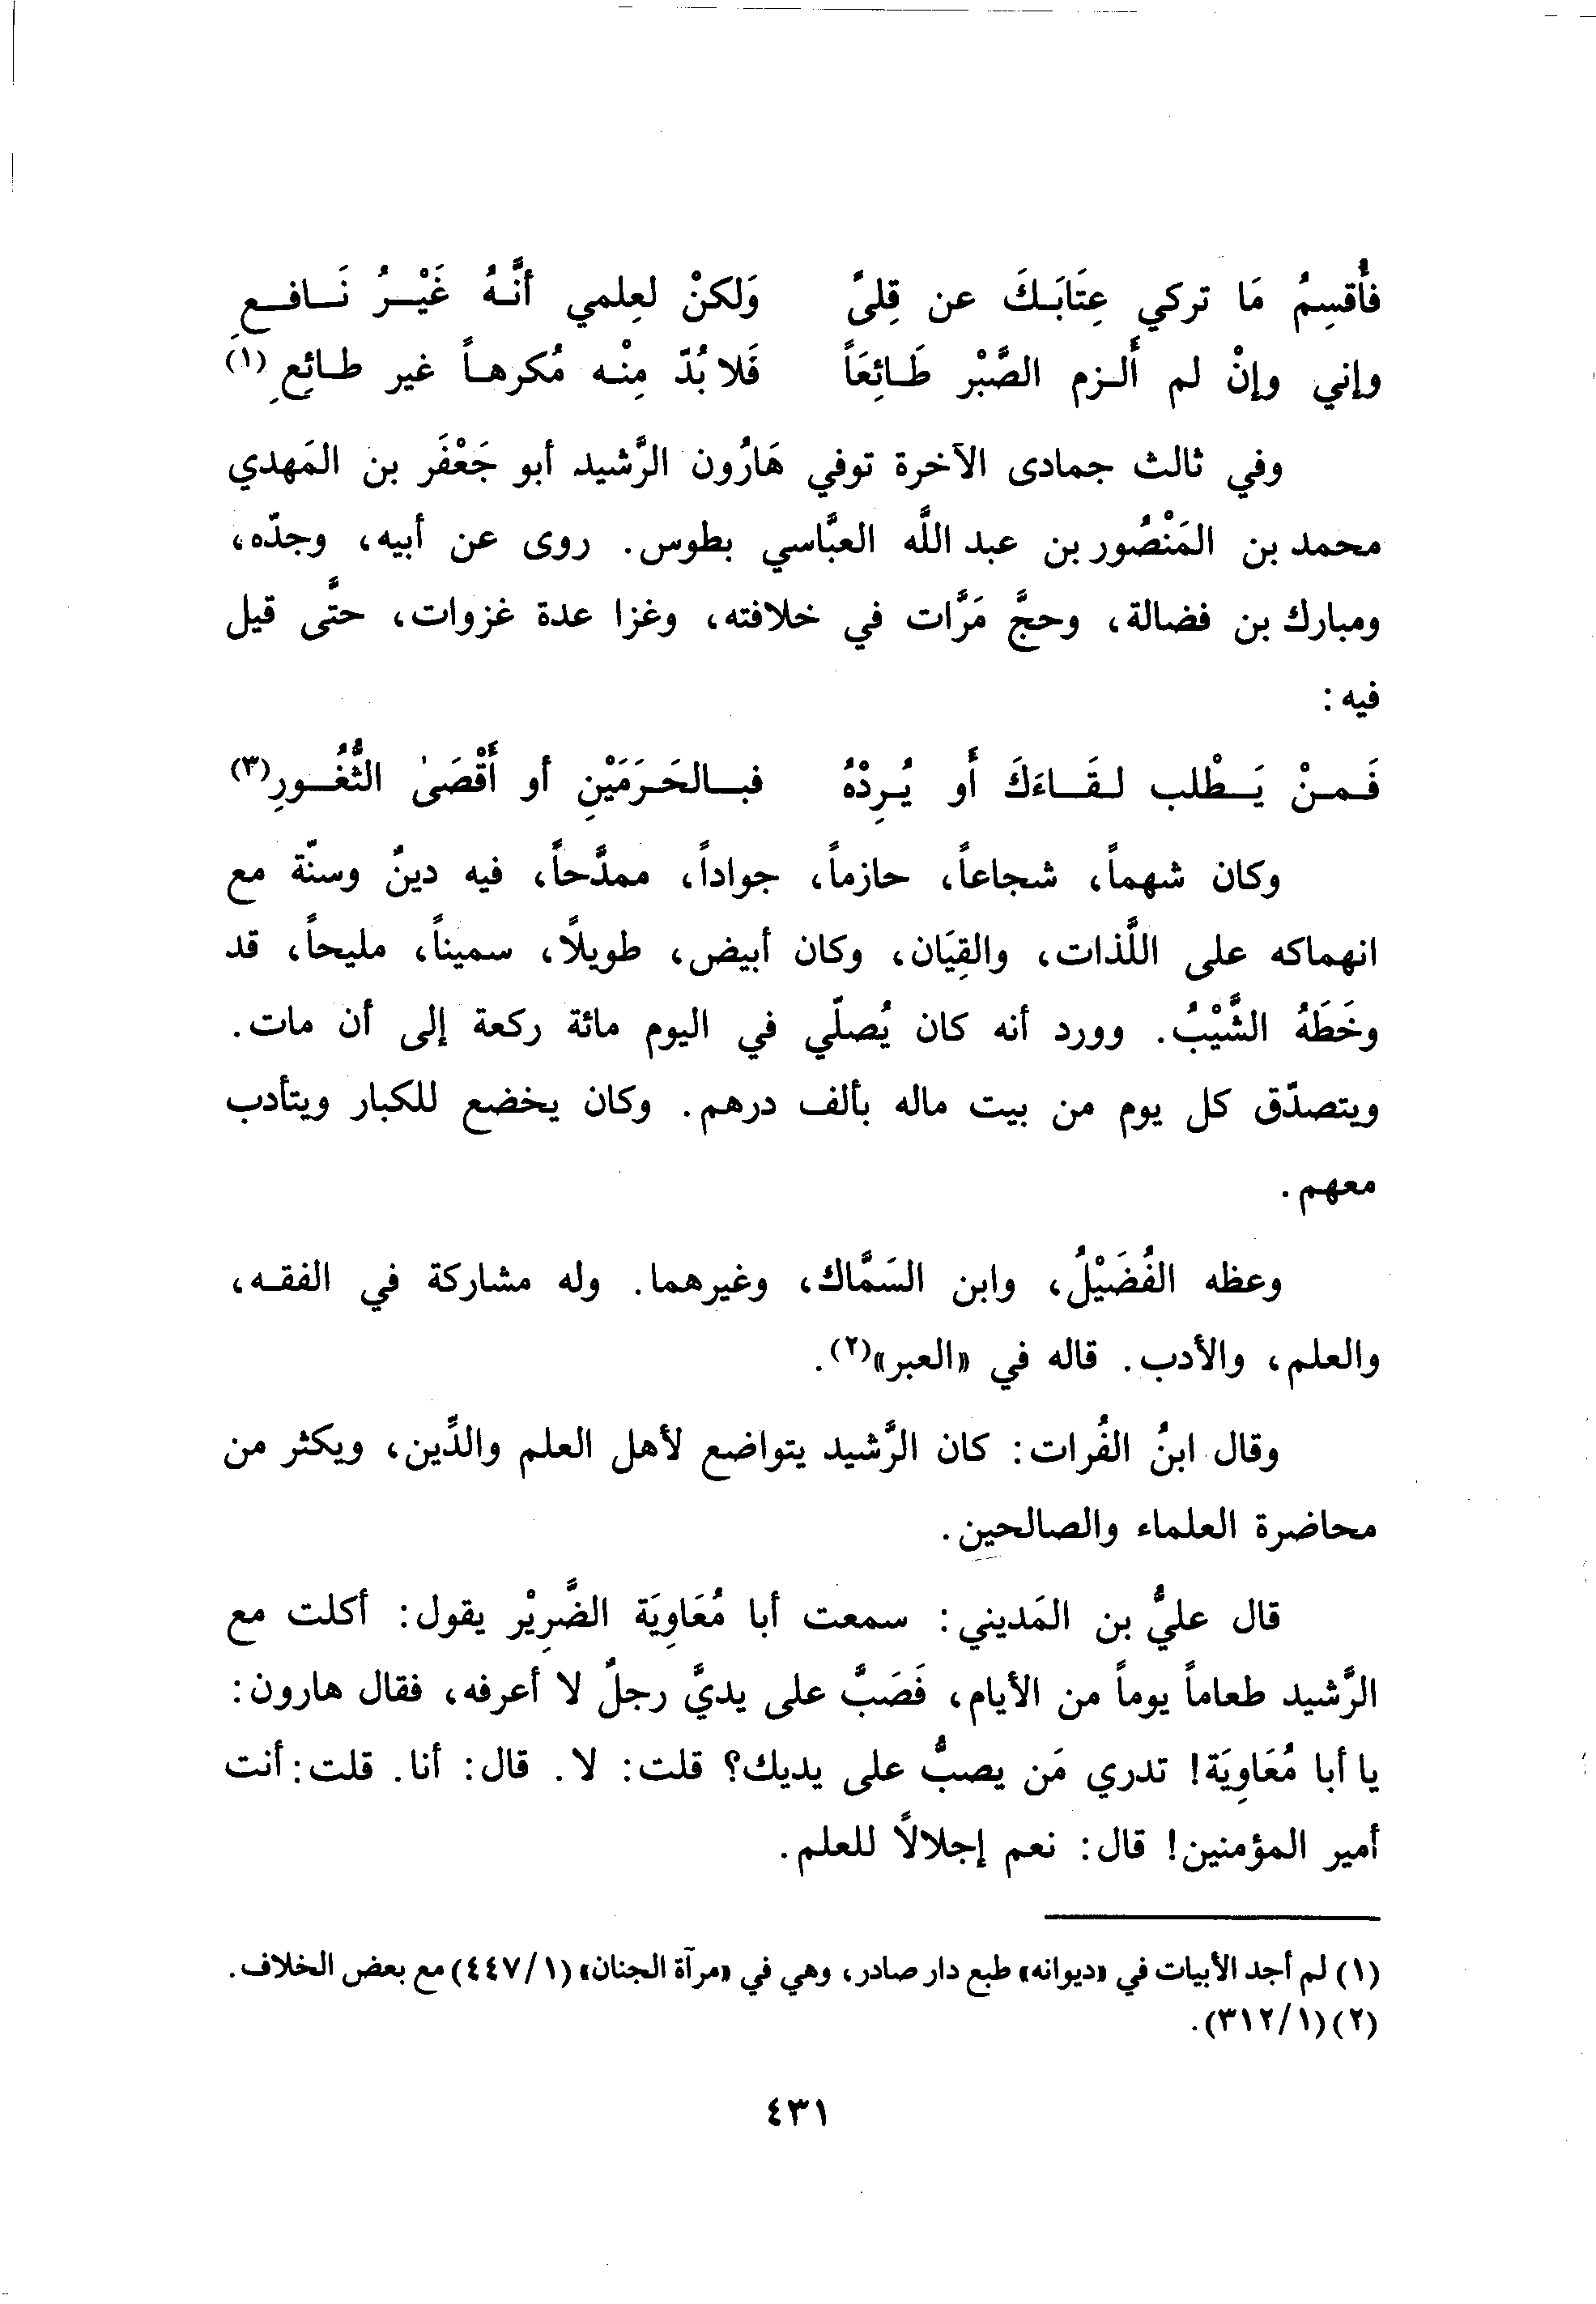 فأُقسِمُ مَا تركي عِتَابَكَ عن قِلىً وَلكنْ لعِلمي أنَّهُ غَيْرُ نَافعِ
وإني وإنْ لم أَلزم الصَّبْر طَائِعَاً فَلا بُدّ مِنْه مُكرهاً غير طائِعِ (١)
وفي ثالث جمادى الآخرة توفي هَارُون الرَّشيد أبو جَعْفَر بن المَهدي
محمد بن المَنْصُور بن عبد اللَّه العبَّاسي بطوس. روى عن أبيه، وجدّه،
ومبارك بن فضالة، وحجَّ مَرَّات في خلافته، وغزا عدة غزوات، حتَّى قيل
فيه:
فَمنْ يَطْلب لقَاءَكَ أَو يُرِدْهُ فبالحَرَمَيْنِ أو أَقْصَىٰ الثُّغُورِ (٣)
وكان شهماً، شجاعاً، حازماً، جواداً، ممدَّحاً، فيه دينٌ وسنّة مع
انهماكه على اللَّذات، والقِيَان، وكان أبيض، طويلًا، سميناً، مليحاً، قد
وخَطَهُ الشَّيْبُ. وورد أنه كان يُصلّي في اليوم مائة ركعة إلى أن مات.
ويتصدّق كل يوم من بيت ماله بألف درهم. وكان يخضع للكبار ويتأدب
معهم.
وعظه الفُضَيْلُ، وابن السَمَّاك، وغيرهما. وله مشاركة في الفقه،
والعلم، والأدب. قاله في «العبر» (٢).
وقال ابنُ الفُرات: كان الرَّشيد يتواضع لأهل العلم والدِّين، ويكثر من
محاضرة العلماء والصالحين.
قال عليُّ بن المَديني: سمعت أبا مُعَاوِيَة الضَّرِيْر يقول: أكلت مع
الرَّشيد طعاماً يوماً من الأيام، فَصَبَّ على يديَّ رجلٌ لا أعرفه، فقال هارون:
يا أبا مُعَاوِيَة! تدري مَن يصبُّ على يديك؟ قلت: لا. قال: أنا. قلت: أنت
أمير المؤمنين! قال: نعم إجلالًا للعلم.
(١) لم أجد الأبيات في «ديوانه» طبع دار صادر، وهي في «مرآة الجنان» (١/ ٤٤٧) مع بعض الخلاف.
(٢) (١/ ٣١٢).
٤٣١